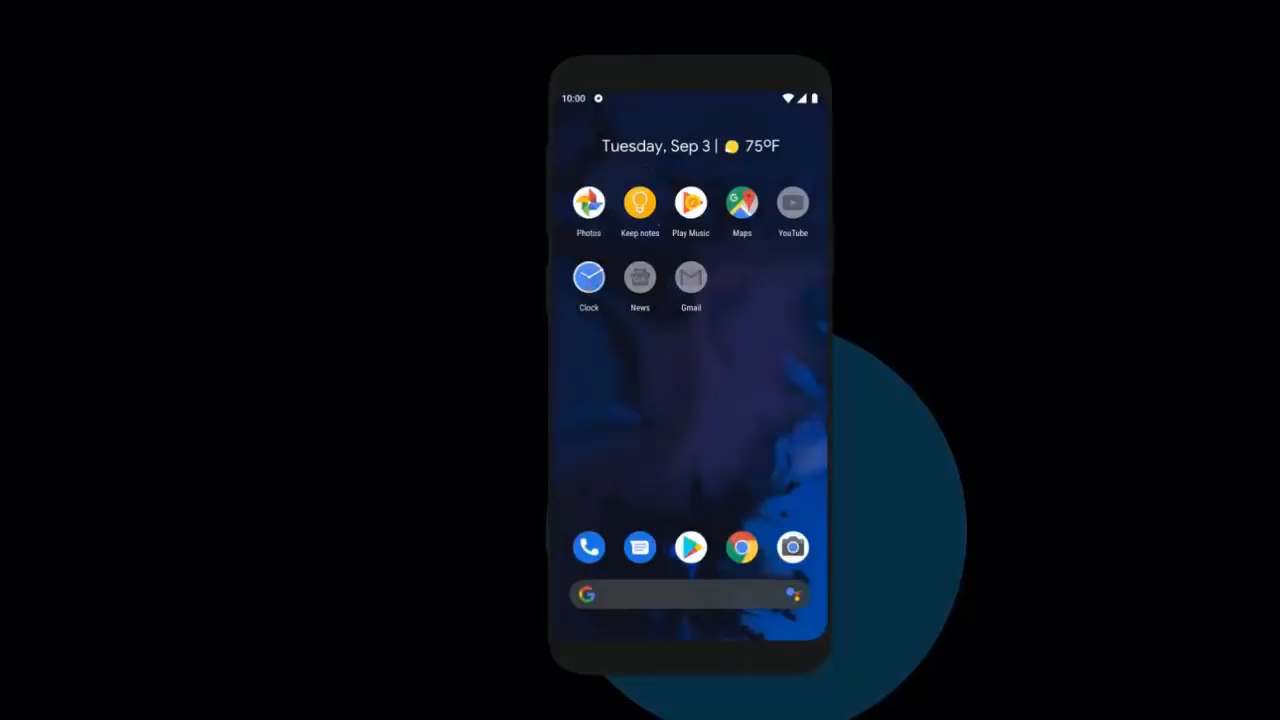 10:00
Tuesday, Sep 3 | 75ºF
Photos Keep notes Play Music Maps YouTube
Clock News Gmail